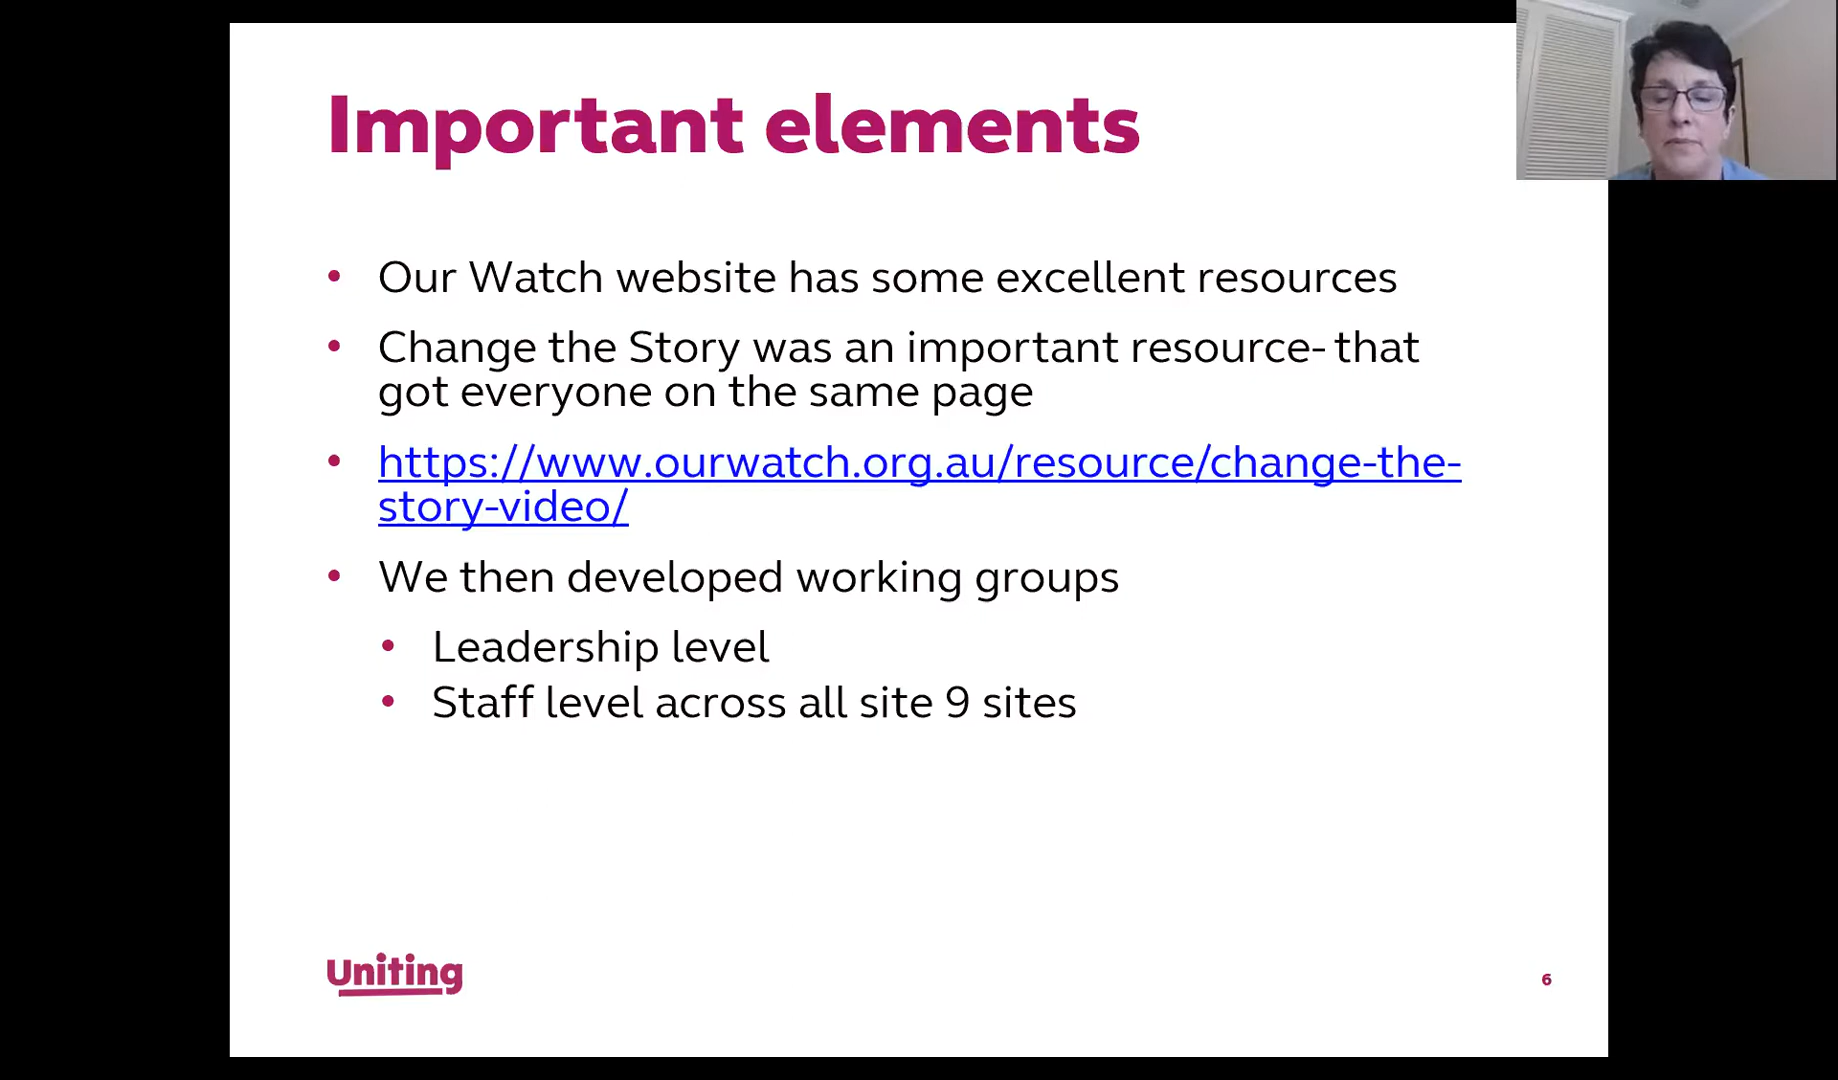 Important elements
• Our Watch website has some excellent resources
• Change the Story was an important resource- that
got everyone on the same page
• https://www.ourwatch.org.au/resource/change-the-
story-video/
• We then developed working groups
• Leadership level
• Staff level across all site 9 sites
Uniting
6